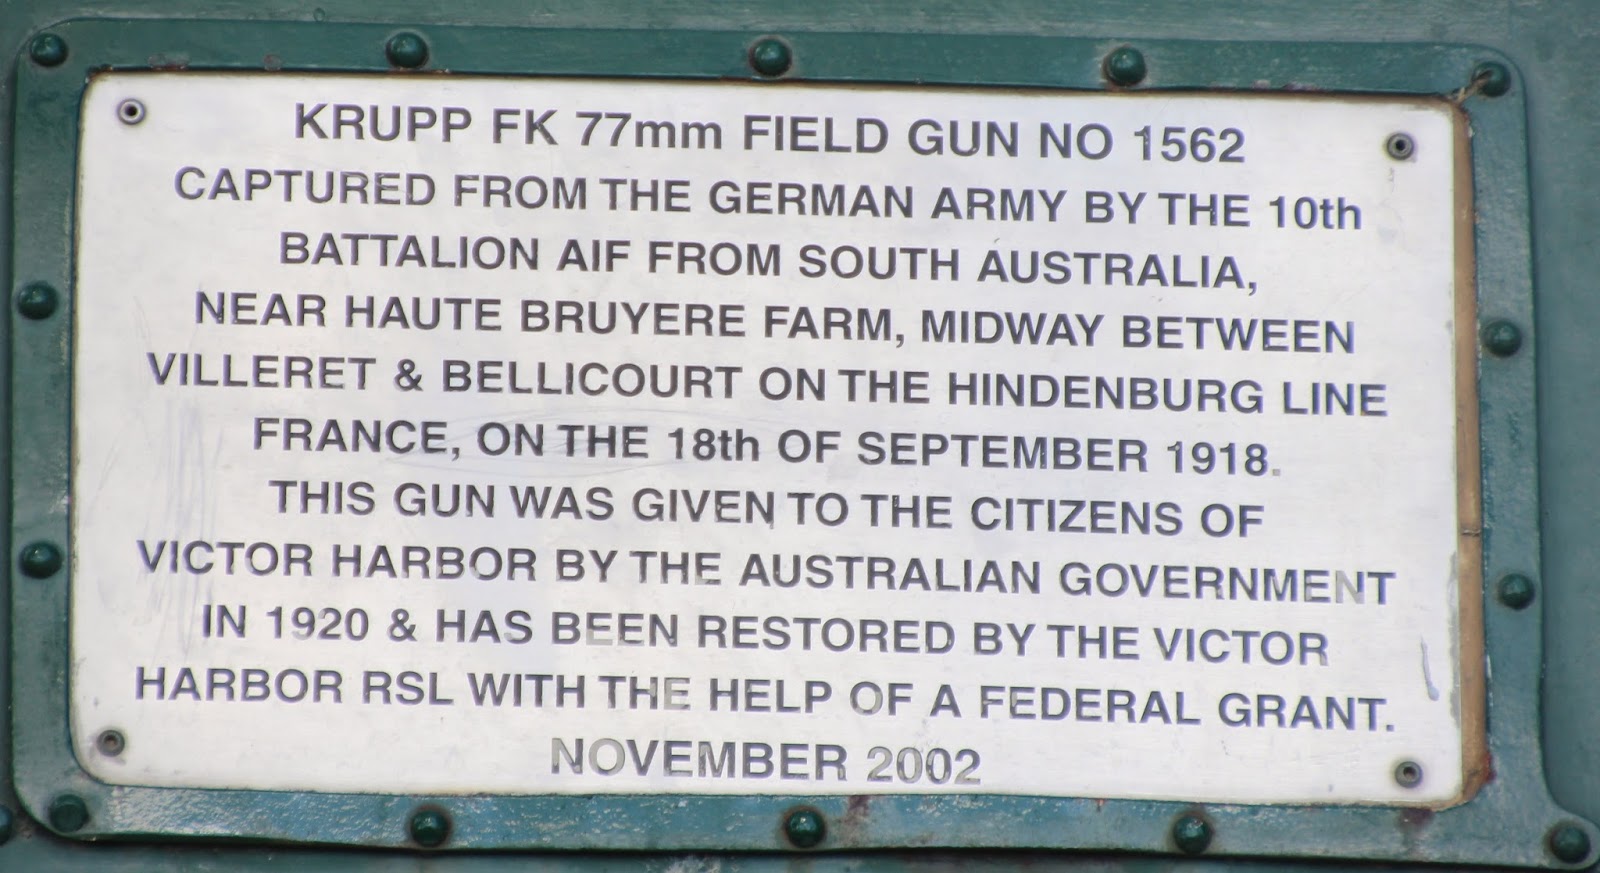 KRUPP FK 77mm FIELD GUN NO 1562
CAPTURED FROM THE GERMAN ARMY BY THE 10th
BATTALION AIF FROM SOUTH AUSTRALIA,
NEAR HAUTE BRUYERE FARM, MIDWAY BETWEEN
VILLERET & BELLICOURT ON THE HINDENBURG LINE
FRANCE, ON THE 18th OF SEPTEMBER 1918.
THIS GUN WAS GIVEN TO THE CITIZENS OF
VICTOR HARBOR BY THE AUSTRALIAN GOVERNMENT
IN 1920 & HAS BEEN RESTORED BY THE VICTOR
HARBOR RSL WITH THE HELP OF A FEDERAL GRANT.
NOVEMBER 2002